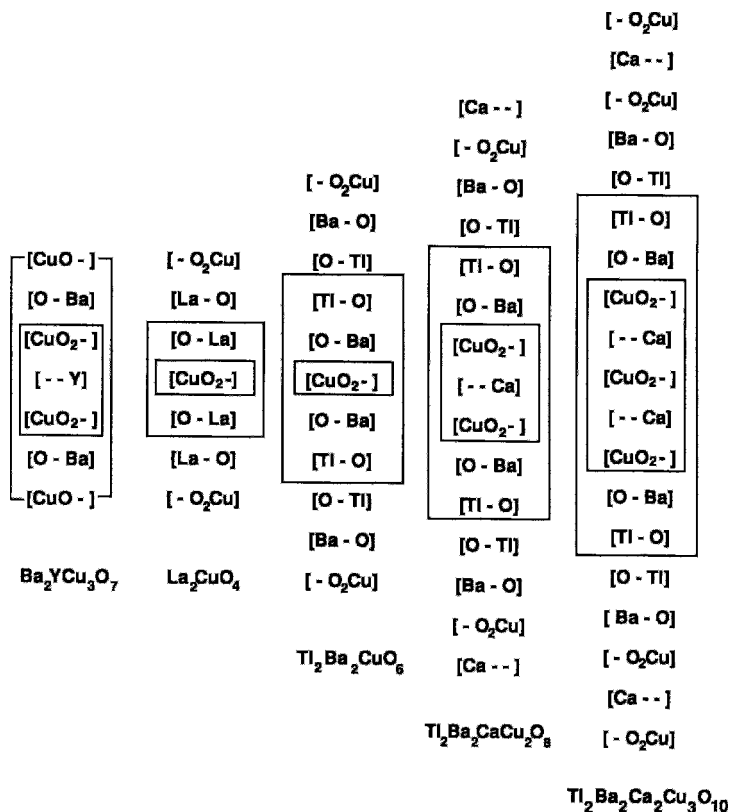 [CuO - ]
[O - Ba]
[CuO₂- ]
[ - - Y]
[CuO₂- ]
[O - Ba]
[CuO - ]
Ba₂YCu₃O₇
[ - O₂Cu]
[La - O]
[O - La]
[CuO₂-]
[O - La]
[La - O]
[ - O₂Cu]
La₂CuO₄
[ - O₂Cu]
[Ba - O]
[O - Tl]
[Tl - O]
[O - Ba]
[CuO₂- ]
[O - Ba]
[Tl - O]
[O - Tl]
[Ba - O]
[ - O₂Cu]
Tl₂Ba₂CuO₆
[Ca - - ]
[ - O₂Cu]
[Ba - O]
[O - Tl]
[Tl - O]
[O - Ba]
[CuO₂- ]
[ - - Ca]
[CuO₂- ]
[O - Ba]
[Tl - O]
[O - Tl]
[Ba - O]
[ - O₂Cu]
[Ca - - ]
Tl₂Ba₂CaCu₂O₈
[ - O₂Cu]
[Ca - - ]
[ - O₂Cu]
[Ba - O]
[O - Tl]
[Tl - O]
[O - Ba]
[CuO₂- ]
[ - - Ca]
[CuO₂- ]
[ - - Ca]
[CuO₂- ]
[O - Ba]
[Tl - O]
[O - Tl]
[ Ba - O]
[ - O₂Cu]
[Ca - - ]
[ - O₂Cu]
Tl₂Ba₂Ca₂Cu₃O₁₀